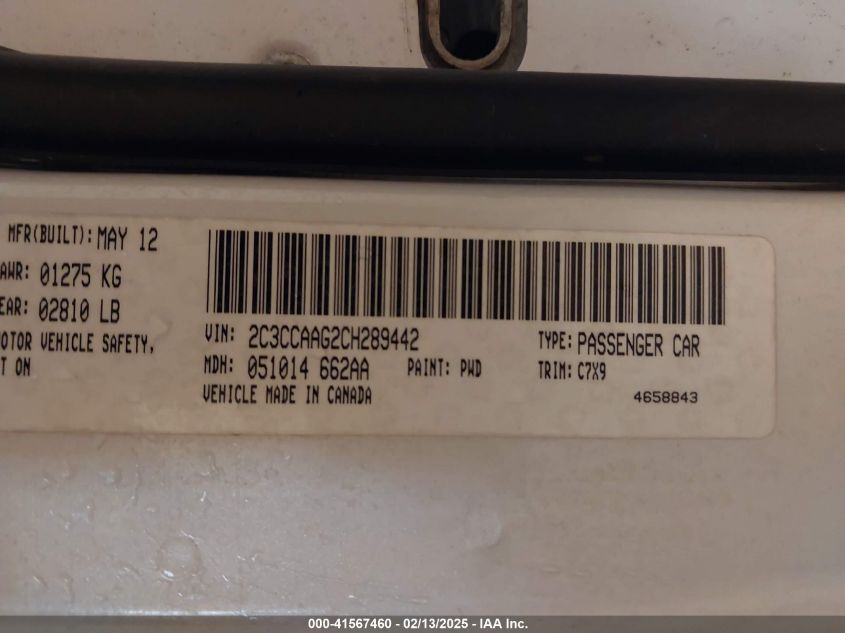 MFR(BUILT): MAY 12
AWR: 01275 KG
EAR: 02810 LB
MOTOR VEHICLE SAFETY,
T ON
VIN: 2C3CCAAG2CH289442
TYPE: PASSENGER CAR
MDH: 051014 662AA
PAINT: PWD
TRIM: C7X9
VEHICLE MADE IN CANADA
4658843
000-41567460 - 02/13/2025 - IAA Inc.